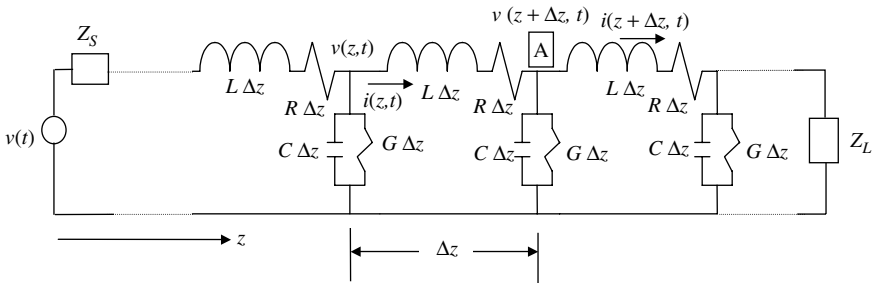 v (z + Δz, t)
i(z + Δz, t)
Z_S
v(z,t)
A
L Δz
R Δz
i(z,t)
L Δz
R Δz
L Δz
R Δz
v(t)
C Δz
G Δz
C Δz
G Δz
C Δz
G Δz
Z_L
z
Δz